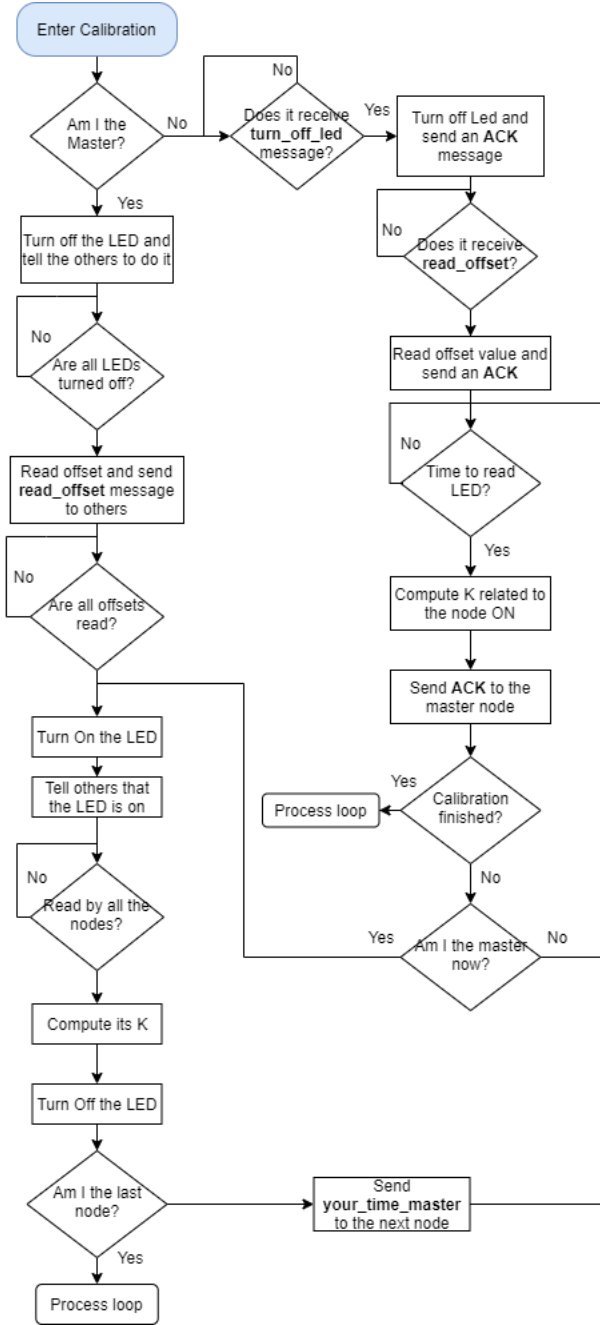 Enter Calibration
Am I the
Master?
No
Yes
Does it receive
turn_off_led
message?
No
Yes
Turn off Led and
send an ACK
message
Does it receive
read_offset?
No
Read offset value and
send an ACK
Time to read
LED?
No
Yes
Compute K related to
the node ON
Send ACK to the
master node
Calibration
finished?
Yes
Process loop
No
Am I the master
now?
Yes
No
Turn off the LED and
tell the others to do it
No
Are all LEDs
turned off?
Read offset and send
read_offset message
to others
No
Are all offsets
read?
Turn On the LED
Tell others that
the LED is on
No
Read by all the
nodes?
Compute its K
Turn Off the LED
Am I the last
node?
Yes
Process loop
Send
your_time_master
to the next node